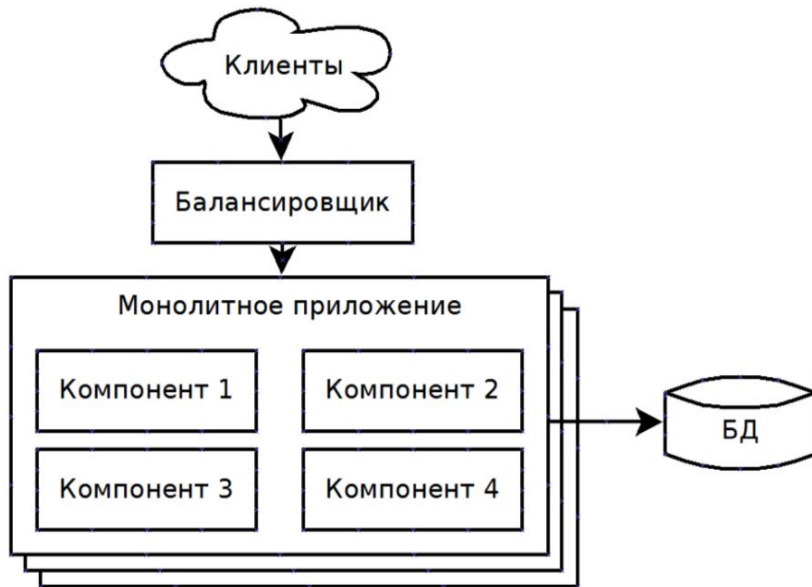 Клиенты
Балансировщик
Монолитное приложение
Компонент 1
Компонент 2
БД
Компонент 3
Компонент 4